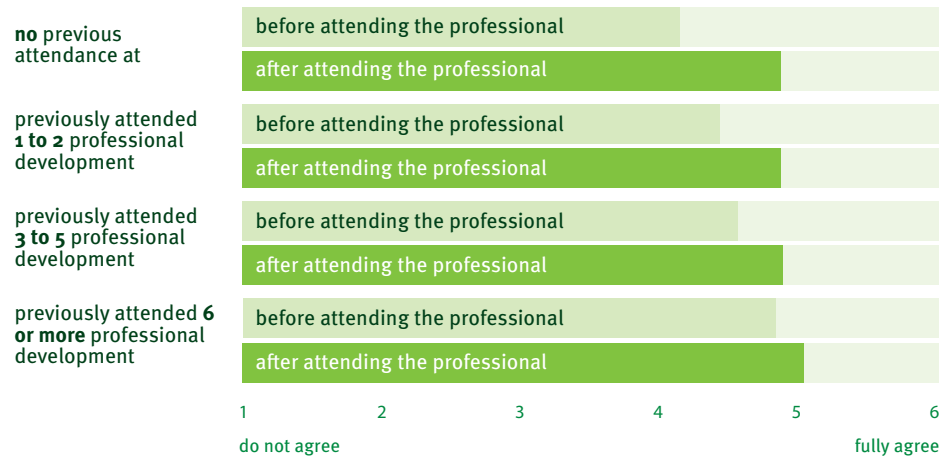 no previous
attendance at
before attending the professional
after attending the professional
previously attended
1 to 2 professional
development
before attending the professional
after attending the professional
previously attended
3 to 5 professional
development
before attending the professional
after attending the professional
previously attended 6
or more professional
development
before attending the professional
after attending the professional
1 2 3 4 5 6
do not agree fully agree